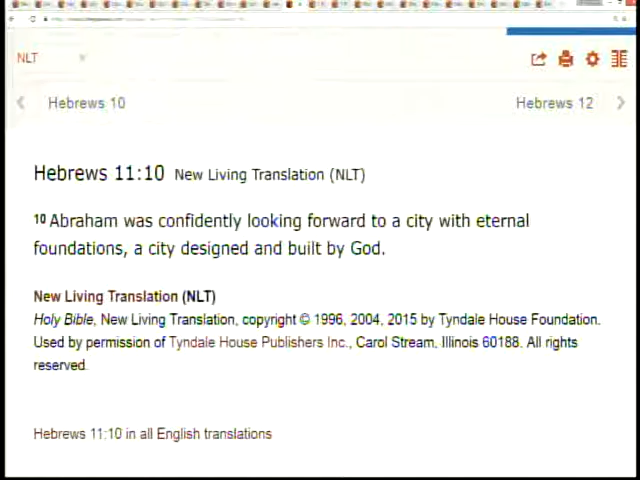 NLT
Hebrews 10
Hebrews 12
Hebrews 11:10 New Living Translation (NLT)
10 Abraham was confidently looking forward to a city with eternal
foundations, a city designed and built by God.
New Living Translation (NLT)
Holy Bible, New Living Translation, copyright © 1996, 2004, 2015 by Tyndale House Foundation.
Used by permission of Tyndale House Publishers Inc., Carol Stream, Illinois 60188. All rights
reserved.
Hebrews 11:10 in all English translations